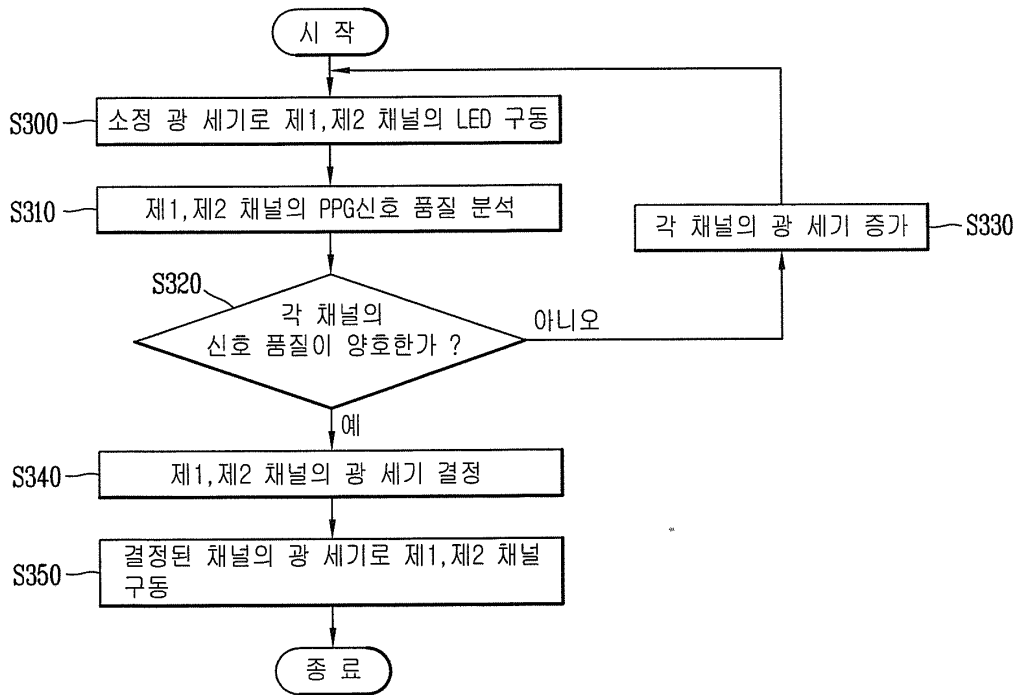 시 작
S300
소정 광 세기로 제1,제2 채널의 LED 구동
S310
제1,제2 채널의 PPG신호 품질 분석
각 채널의 광 세기 증가
S330
S320
각 채널의
신호 품질이 양호한가 ?
아니오
예
S340
제1,제2 채널의 광 세기 결정
S350
결정된 채널의 광 세기로 제1,제2 채널
구동
종 료